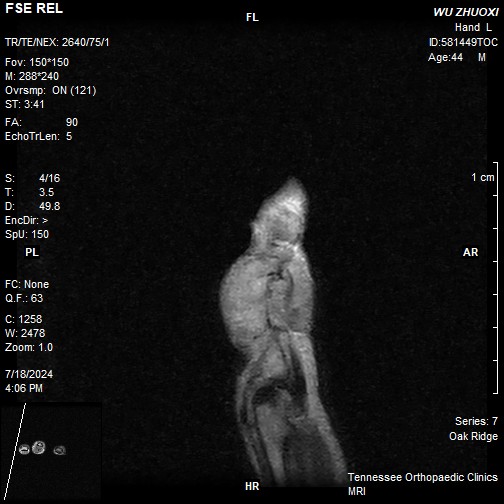 FSE REL
FL
WU ZHUOXI
Hand L
TR/TE/NEX: 2640/75/1
ID:581449TOC
Age:44 M
Fov: 150*150
M: 288*240
Ovrsmp: ON (121)
ST: 3:41
FA: 90
EchoTrLen: 5
S: 4/16
T: 3.5
D: 49.8
EncDir: >
SpU: 150
1 cm
PL
AR
FC: None
Q.F.: 63
C: 1258
W: 2478
Zoom: 1.0
7/18/2024
4:06 PM
Series: 7
Oak Ridge
HR
Tennessee Orthopaedic Clinics
MRI